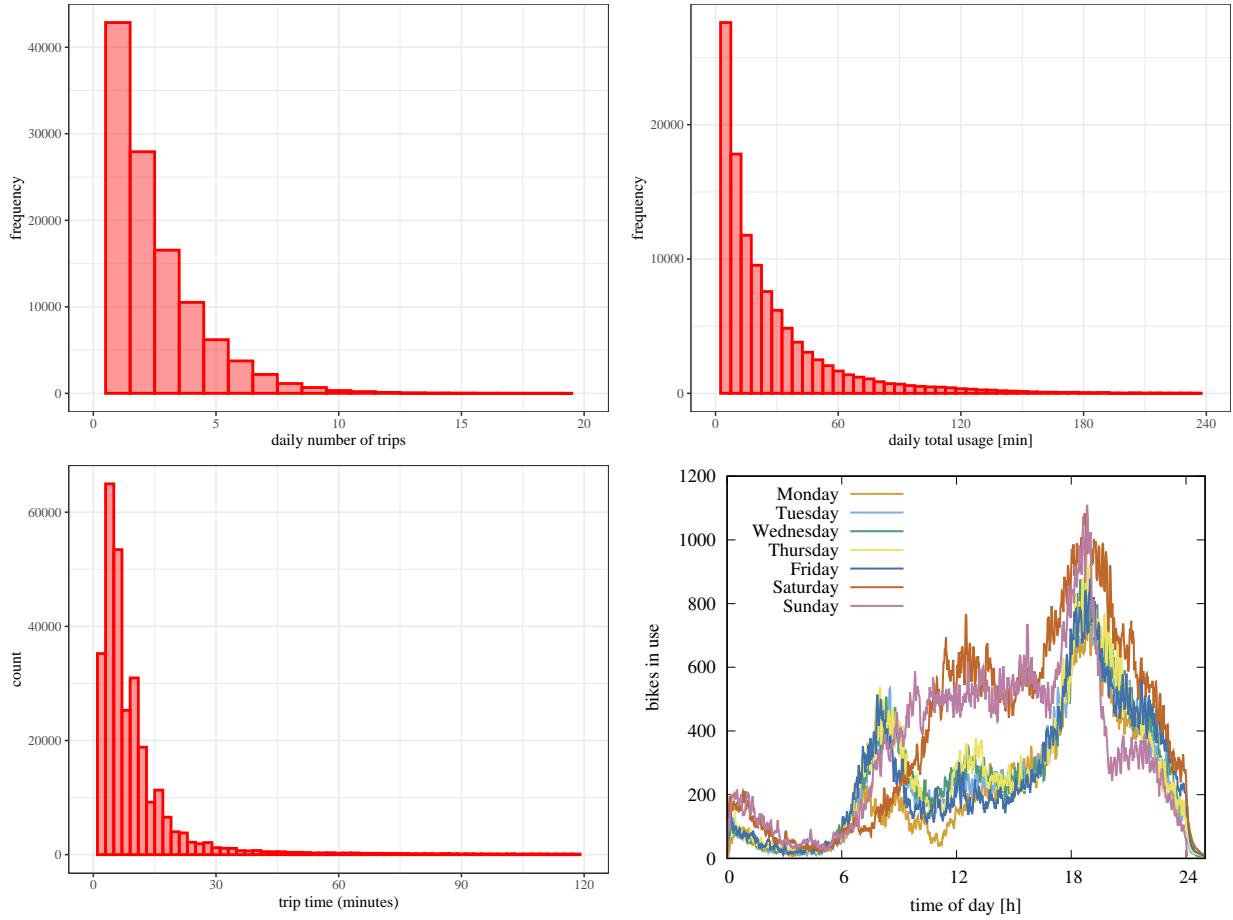 40000
30000
20000
10000
0
frequency
0 5 10 15 20
daily number of trips
20000
10000
0
frequency
0 60 120 180 240
daily total usage [min]
60000
40000
20000
0
count
0 30 60 90 120
trip time (minutes)
1200
1000
800
600
400
200
0
bikes in use
Monday
Tuesday
Wednesday
Thursday
Friday
Saturday
Sunday
0 6 12 18 24
time of day [h]